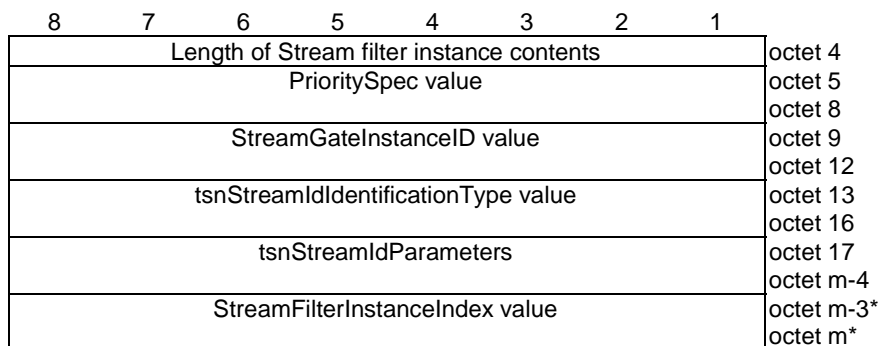 8 7 6 5 4 3 2 1
Length of Stream filter instance contents octet 4
PrioritySpec value octet 5
octet 8
StreamGateInstanceID value octet 9
octet 12
tsnStreamIdIdentificationType value octet 13
octet 16
tsnStreamIdParameters octet 17
octet m-4
StreamFilterInstanceIndex value octet m-3*
octet m*